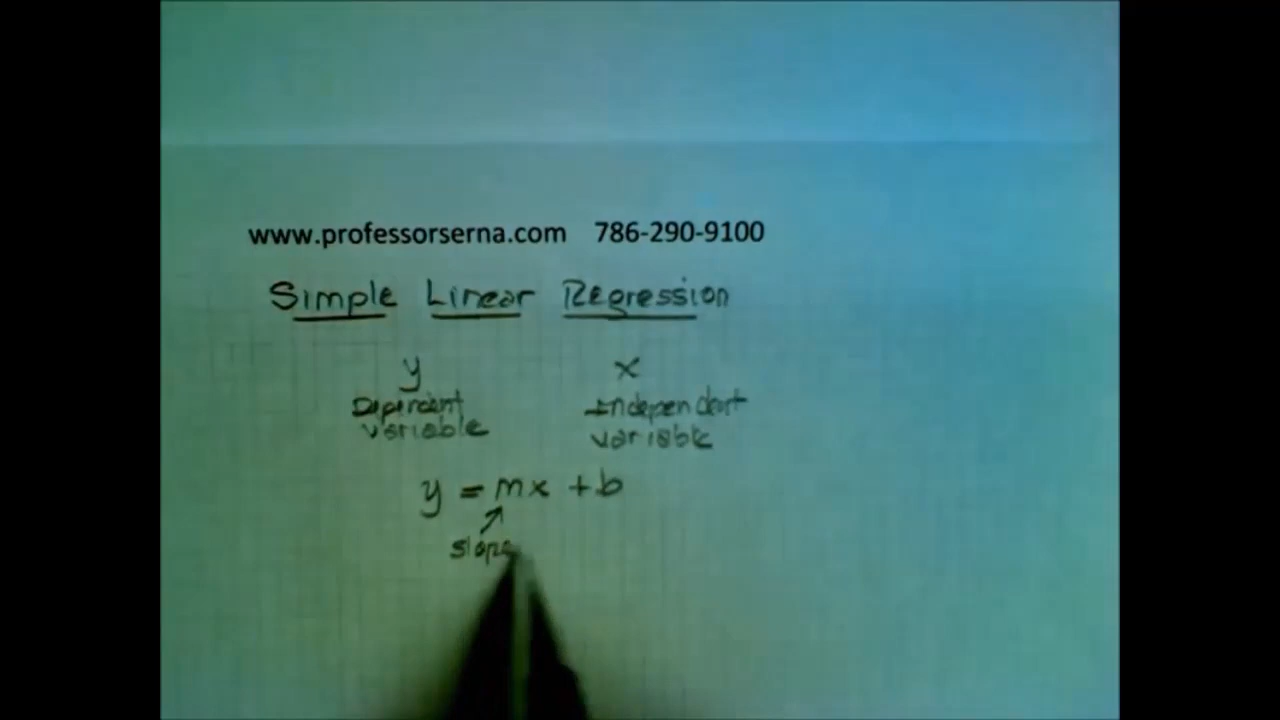 www.professorserna.com 786-290-9100
Simple Linear Regression
y x
Dependent Independent
variable variable
y = mx + b
slope